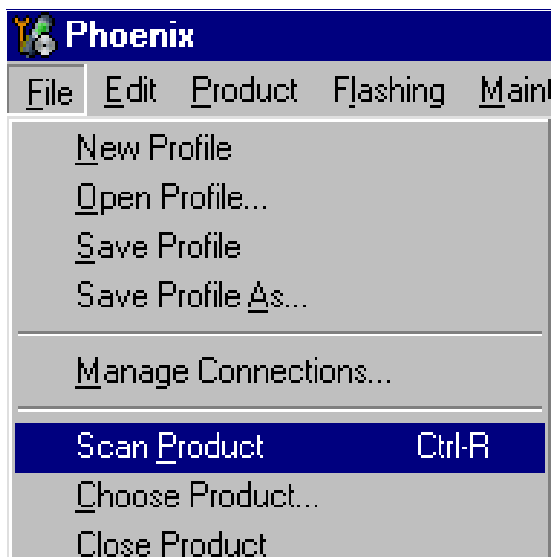 Phoenix
File Edit Product Flashing
New Profile
Open Profile...
Save Profile
Save Profile As...
Manage Connections...
Scan Product Ctrl-R
Choose Product...
Close Product